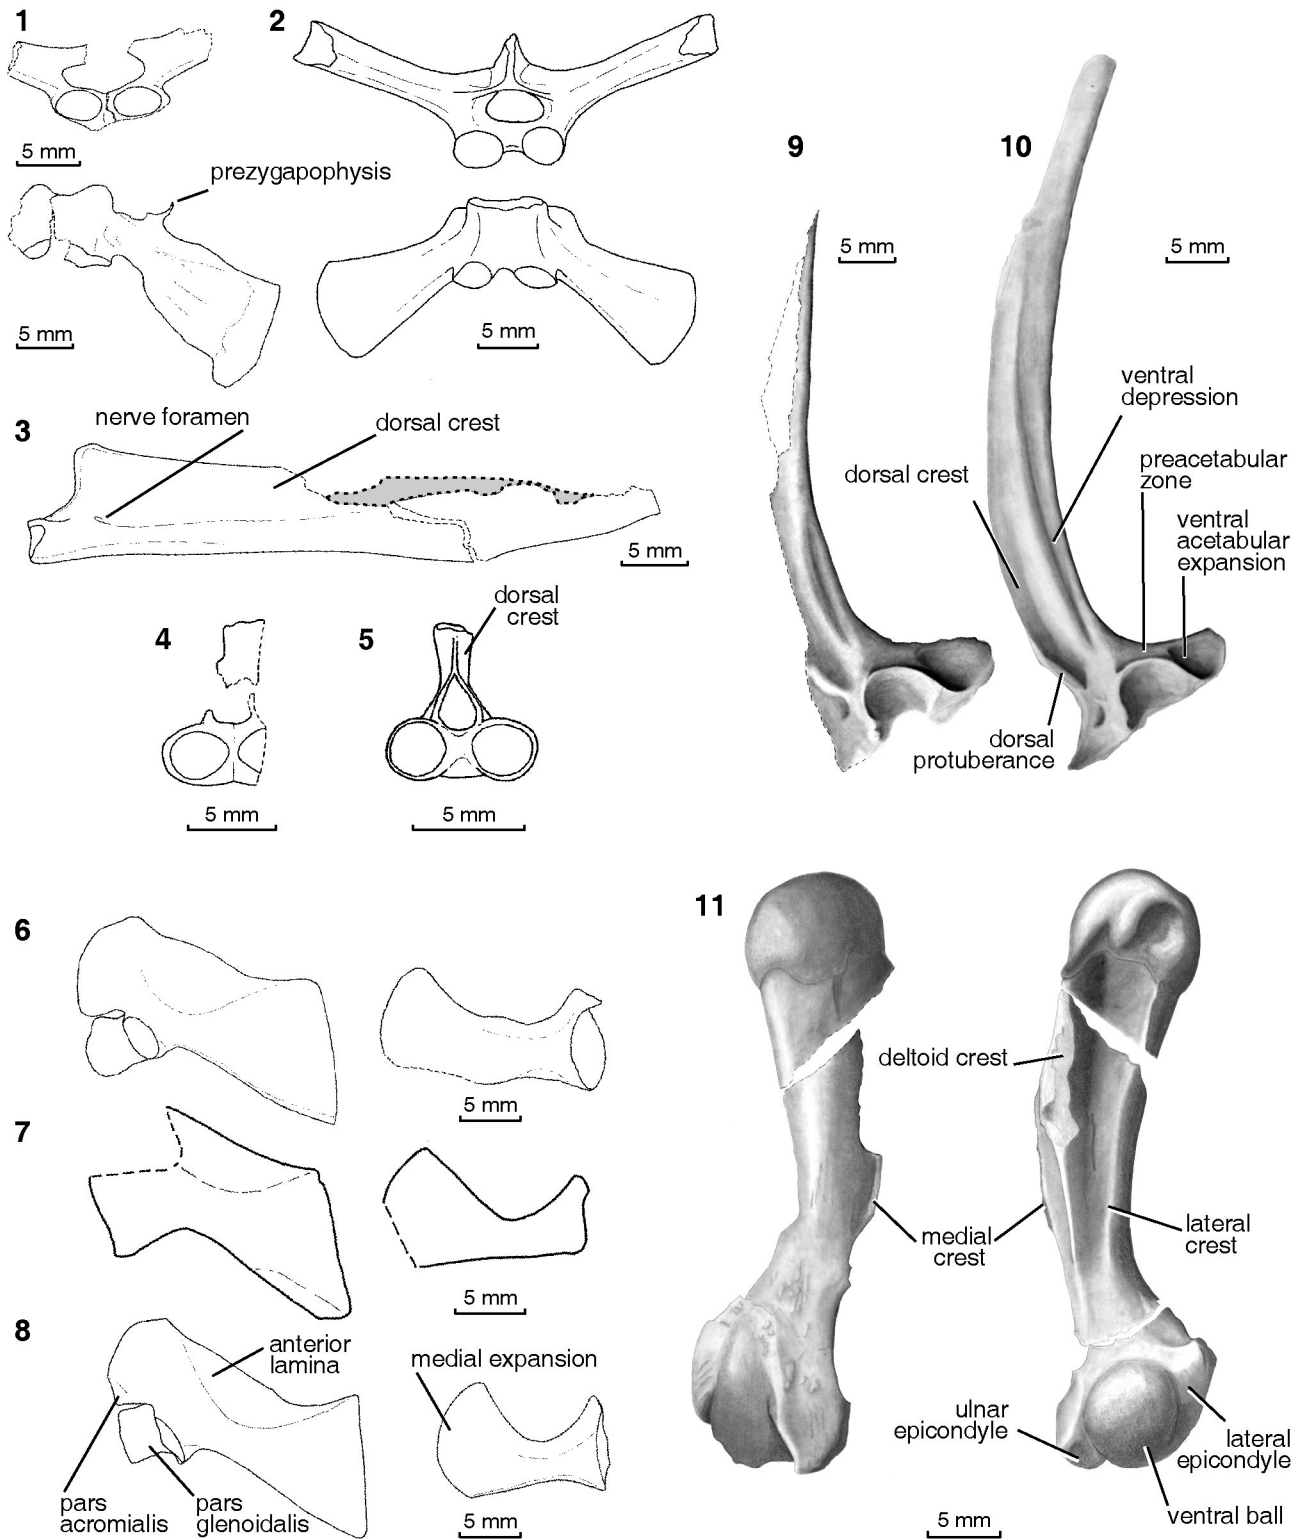 1
2
5 mm
prezygapophysis
5 mm
5 mm
9
10
5 mm
5 mm
3
nerve foramen
dorsal crest
5 mm
ventral
depression
dorsal crest
preacetabular
zone
ventral
acetabular
expansion
4
5
dorsal
crest
dorsal
protuberance
5 mm
5 mm
6
5 mm
7
5 mm
8
anterior
lamina
medial expansion
pars
acromialis
pars
glenoidalis
5 mm
11
deltoid crest
medial
crest
lateral
crest
ulnar
epicondyle
lateral
epicondyle
ventral ball
5 mm